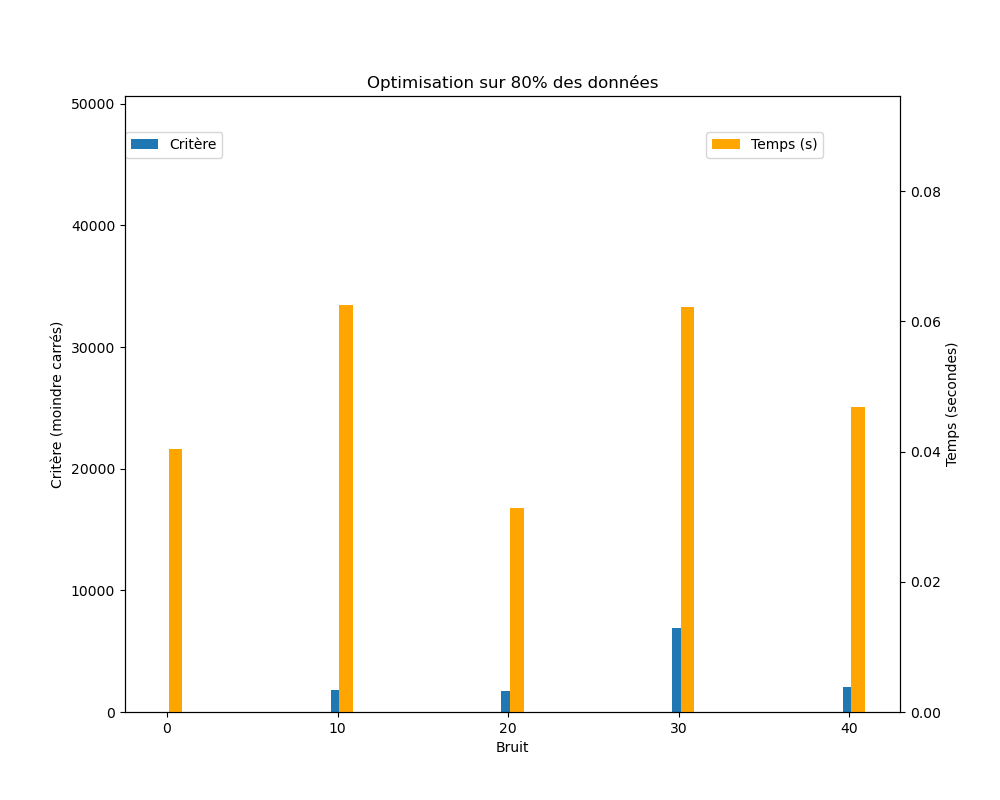 Optimisation sur 80% des données
Critère
Temps (s)
50000
40000
30000
20000
10000
0
Critère (moindre carrés)
0.08
0.06
0.04
0.02
0.00
Temps (secondes)
0 10 20 30 40
Bruit